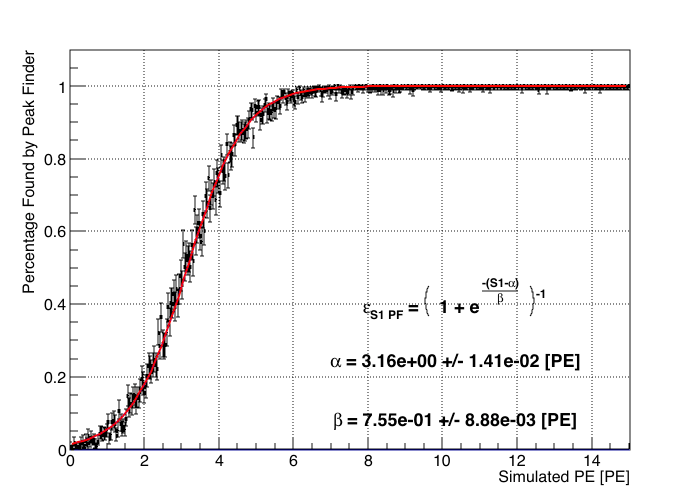 Percentage Found by Peak Finder
1
0.8
0.6
0.4
0.2
0
0 2 4 6 8 10 12 14
Simulated PE [PE]
ε_S1 PF = ( 1 + e^(-(S1-α)/β) )^-1
α = 3.16e+00 +/- 1.41e-02 [PE]
β = 7.55e-01 +/- 8.88e-03 [PE]